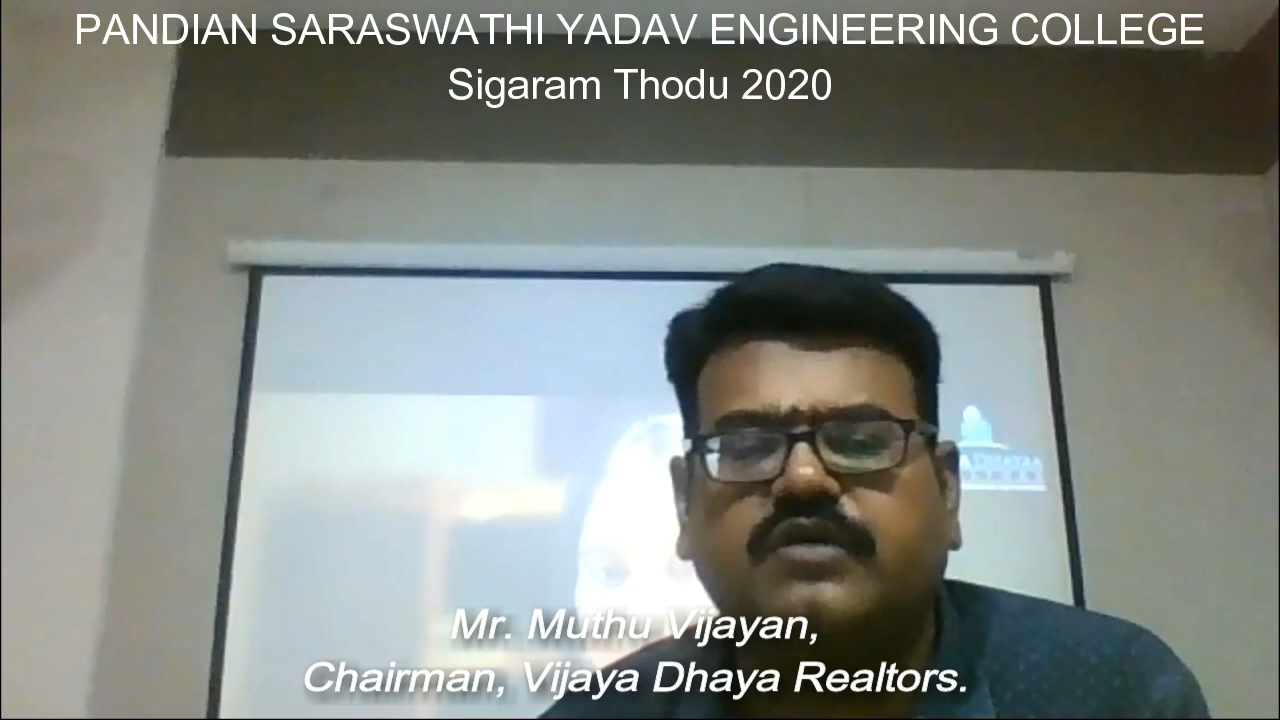 PANDIAN SARASWATHI YADAV ENGINEERING COLLEGE
Sigaram Thodu 2020
Mr. Muthu Vijayan,
Chairman, Vijaya Dhaya Realtors.